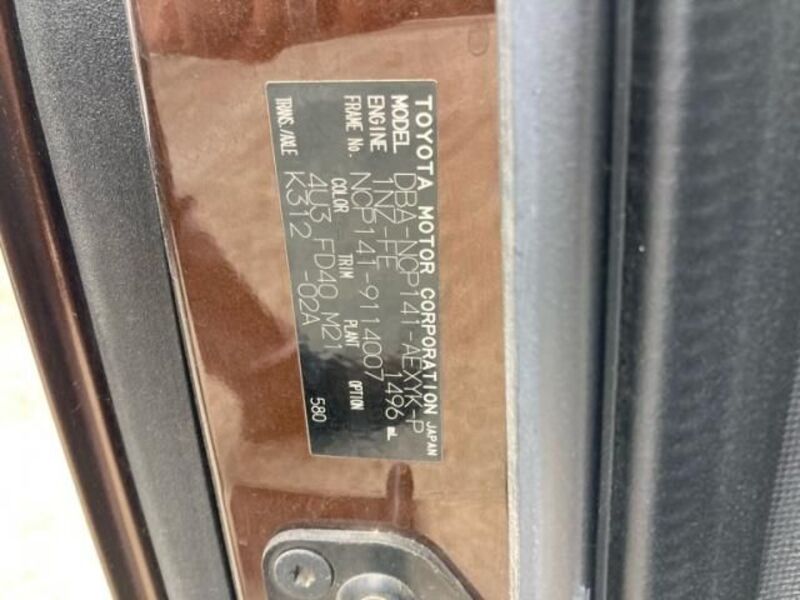 TOYOTA MOTOR CORPORATION JAPAN
MODEL DBA-NCP141-AEXYK-P
ENGINE 1NZ-FE 1496 mL
FRAME No. NCP141-9114007
COLOR TRIM PLANT OPTION
4U3 FD40 M21
TRANS./AXLE K312 -02A 580